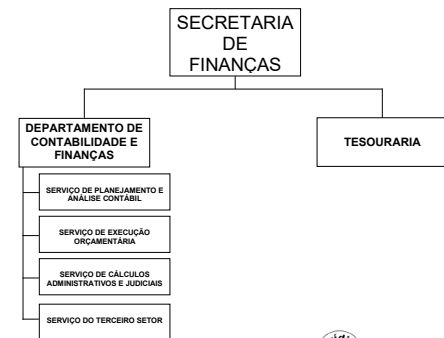 SECRETARIA
DE
FINANÇAS
DEPARTAMENTO DE
CONTABILIDADE E
FINANÇAS
TESOURARIA
SERVIÇO DE PLANEJAMENTO E
ANÁLISE CONTÁBIL
SERVIÇO DE EXECUÇÃO
ORÇAMENTÁRIA
SERVIÇO DE CÁLCULOS
ADMINISTRATIVOS E JUDICIAIS
SERVIÇO DO TERCEIRO SETOR